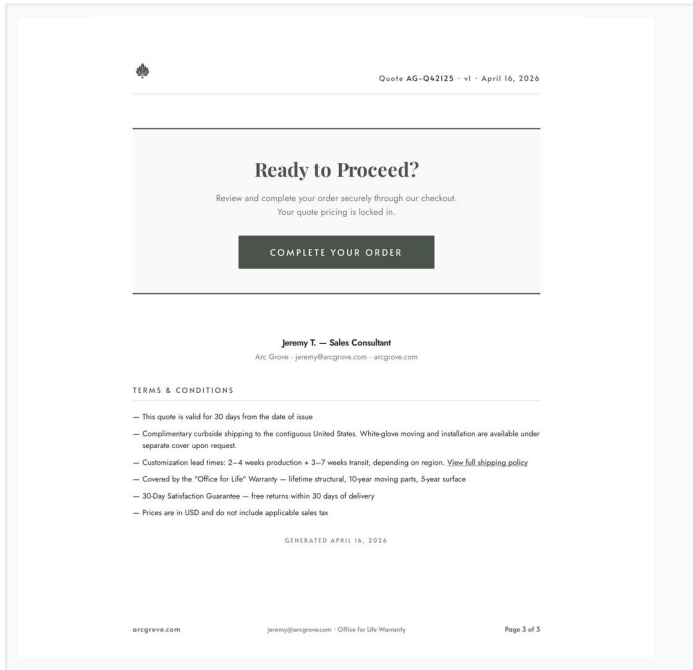 Quote AG-Q42125 · v1 · April 16, 2026
Ready to Proceed?
Review and complete your order securely through our checkout.
Your quote pricing is locked in.
COMPLETE YOUR ORDER
Jeremy T. — Sales Consultant
Arc Grove · jeremy@arcgrove.com · arcgrove.com
TERMS & CONDITIONS
— This quote is valid for 30 days from the date of issue
— Complimentary curbside shipping to the contiguous United States. White-glove moving and installation are available under
separate cover upon request.
— Customization lead times: 2–4 weeks production + 3–7 weeks transit, depending on region. View full shipping policy
— Covered by the "Office for Life" Warranty — lifetime structural, 10-year moving parts, 5-year surface
— 30-Day Satisfaction Guarantee — free returns within 30 days of delivery
— Prices are in USD and do not include applicable sales tax
GENERATED APRIL 16, 2026
arcgrove.com jeremy@arcgrove.com · Office for Life Warranty Page 3 of 3